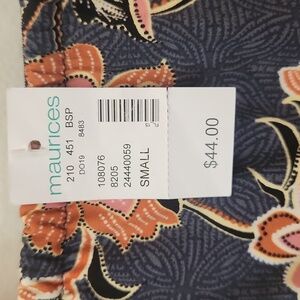 maurices
210 451 BSP
DO19 8483
108076
8205
24440059
SMALL
$44.00